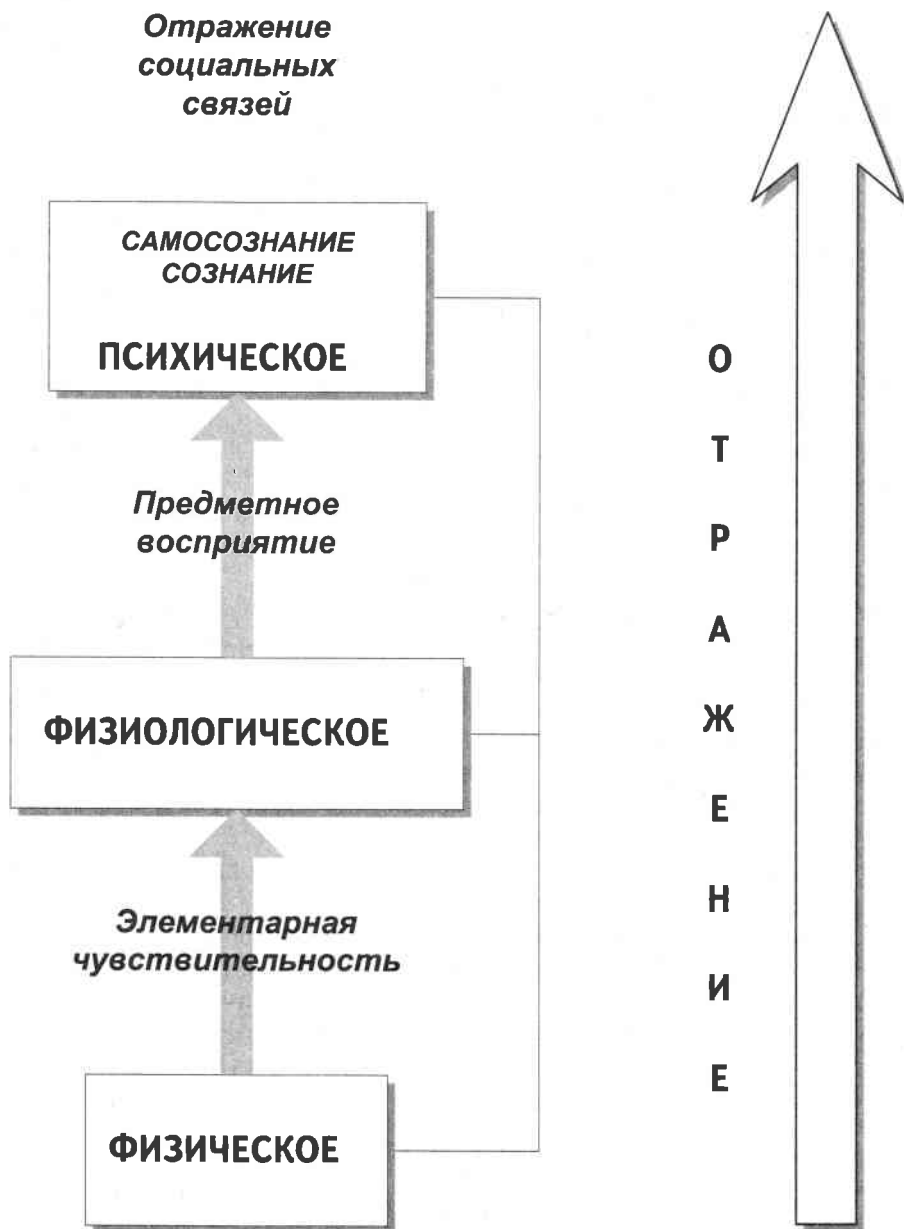 Отражение
социальных
связей
САМОСОЗНАНИЕ
СОЗНАНИЕ
ПСИХИЧЕСКОЕ
Предметное
восприятие
ФИЗИОЛОГИЧЕСКОЕ
Элементарная
чувствительность
ФИЗИЧЕСКОЕ
О
Т
Р
А
Ж
Е
Н
И
Е